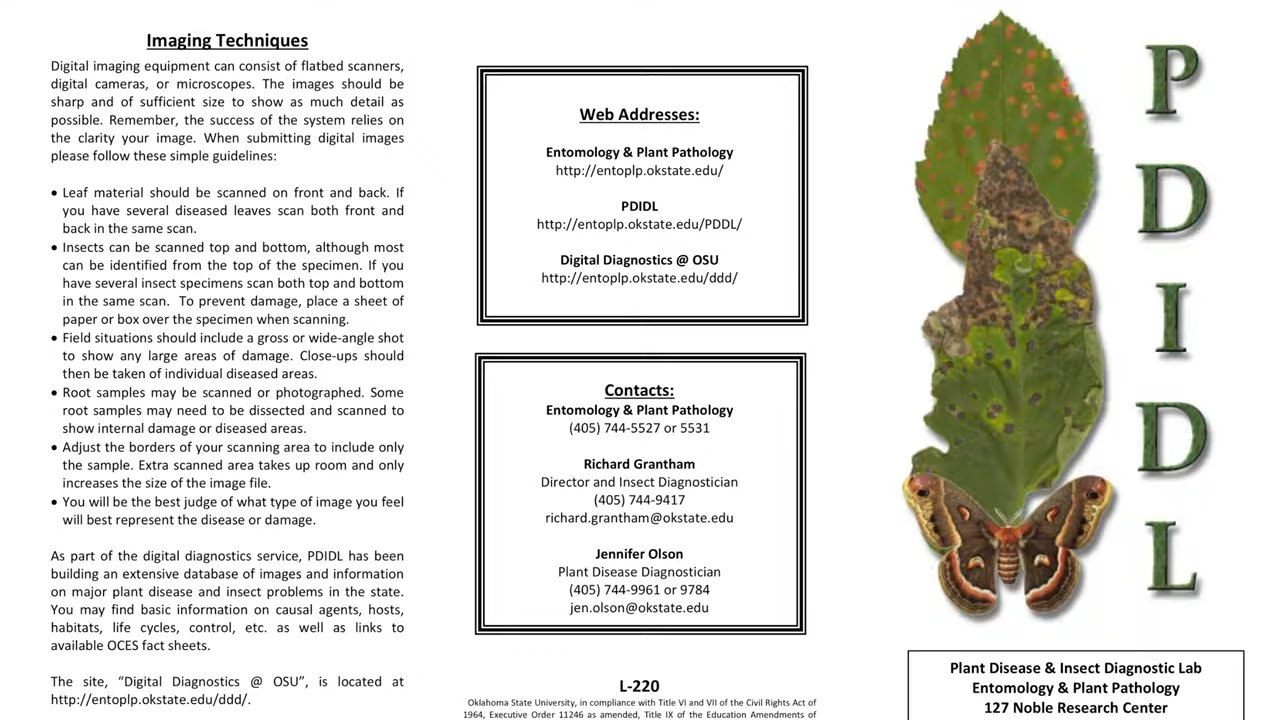 Imaging Techniques
Digital imaging equipment can consist of flatbed scanners,
digital cameras, or microscopes. The images should be
sharp and of sufficient size to show as much detail as
possible. Remember, the success of the system relies on
the clarity your image. When submitting digital images
please follow these simple guidelines:
• Leaf material should be scanned on front and back. If
you have several diseased leaves scan both front and
back in the same scan.
• Insects can be scanned top and bottom, although most
can be identified from the top of the specimen. If you
have several insect specimens scan both top and bottom
in the same scan. To prevent damage, place a sheet of
paper or box over the specimen when scanning.
• Field situations should include a gross or wide-angle shot
to show any large areas of damage. Close-ups should
then be taken of individual diseased areas.
• Root samples may be scanned or photographed. Some
root samples may need to be dissected and scanned to
show internal damage or diseased areas.
• Adjust the borders of your scanning area to include only
the sample. Extra scanned area takes up room and only
increases the size of the image file.
• You will be the best judge of what type of image you feel
will best represent the disease or damage.
As part of the digital diagnostics service, PDIDL has been
building an extensive database of images and information
on major plant disease and insect problems in the state.
You may find basic information on causal agents, hosts,
habitats, life cycles, control, etc. as well as links to
available OCES fact sheets.
The site, “Digital Diagnostics @ OSU”, is located at
http://entoplp.okstate.edu/ddd/.
Web Addresses:
Entomology & Plant Pathology
http://entoplp.okstate.edu/
PDIDL
http://entoplp.okstate.edu/PDDL/
Digital Diagnostics @ OSU
http://entoplp.okstate.edu/ddd/
Contacts:
Entomology & Plant Pathology
(405) 744-5527 or 5531
Richard Grantham
Director and Insect Diagnostician
(405) 744-9417
richard.grantham@okstate.edu
Jennifer Olson
Plant Disease Diagnostician
(405) 744-9961 or 9784
jen.olson@okstate.edu
L-220
Oklahoma State University, in compliance with Title VI and VII of the Civil Rights Act of
1964, Executive Order 11246 as amended, Title IX of the Education Amendments of
P
D
I
D
L
Plant Disease & Insect Diagnostic Lab
Entomology & Plant Pathology
127 Noble Research Center